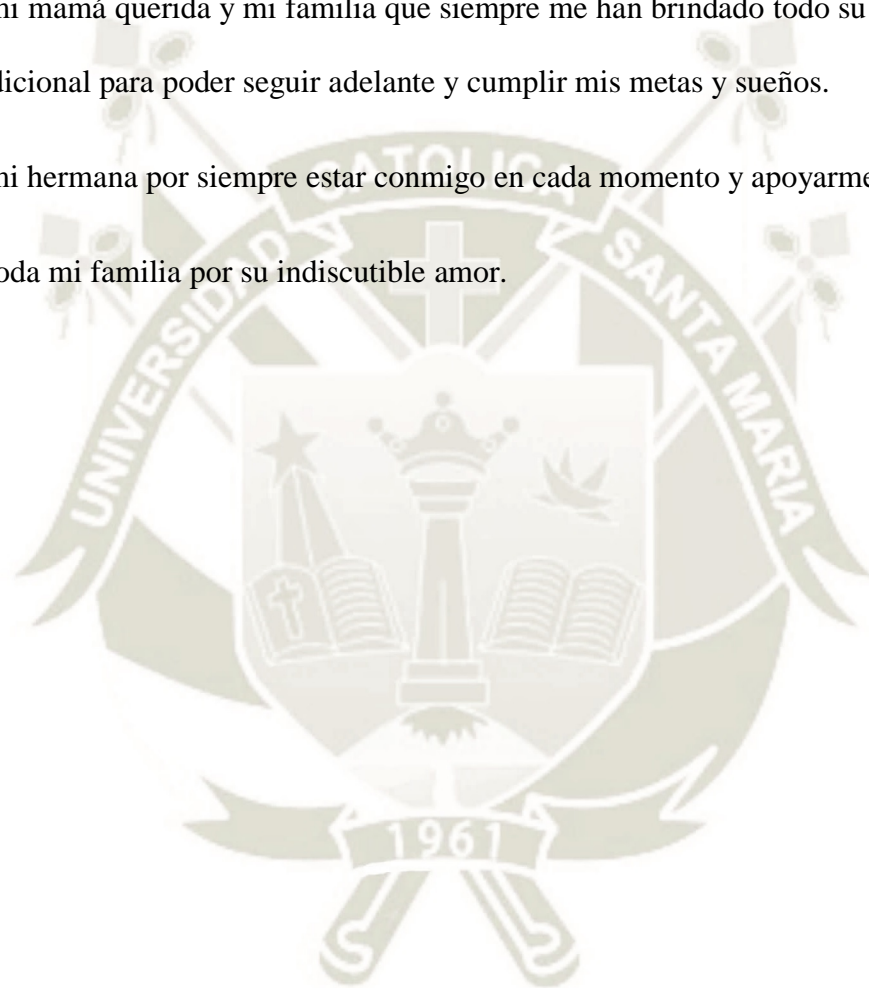 mi mamá querida y mi familia que siempre me han brindado todo su
dicional para poder seguir adelante y cumplir mis metas y sueños.
mi hermana por siempre estar conmigo en cada momento y apoyarme
oda mi familia por su indiscutible amor.
UNIVERSIDAD CATOLICA SANTA MARIA
1961